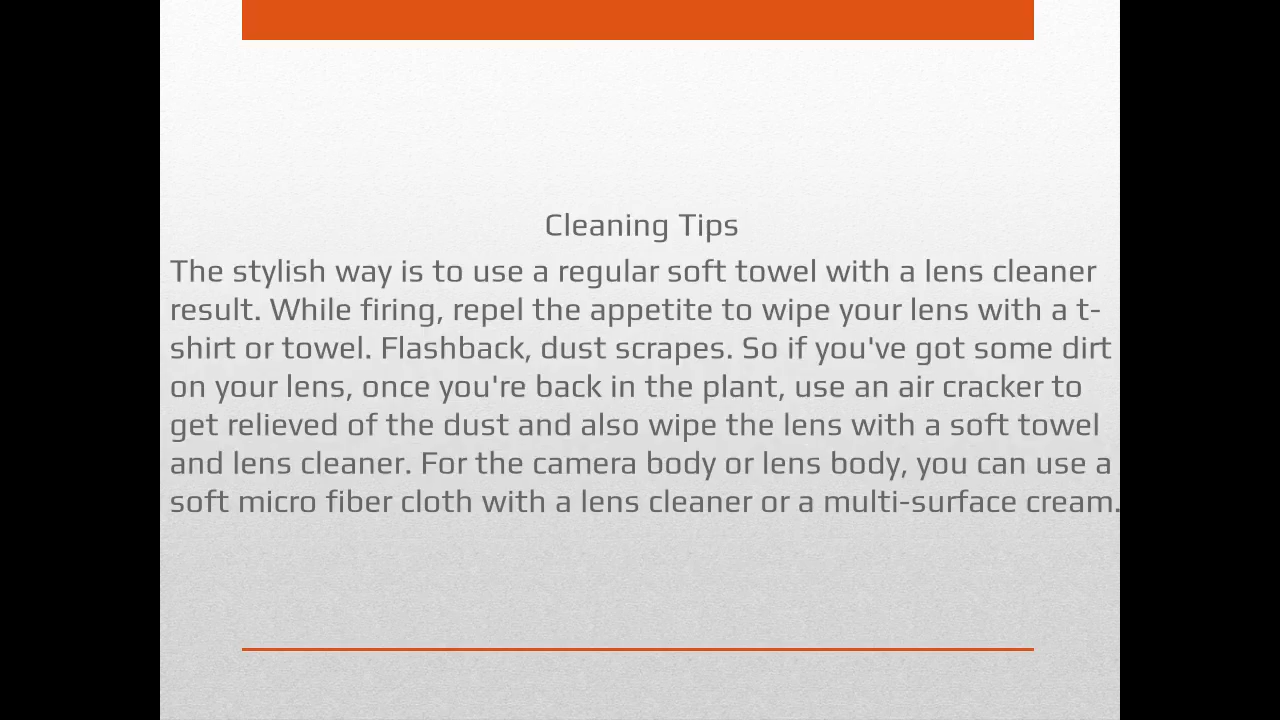 Cleaning Tips
The stylish way is to use a regular soft towel with a lens cleaner
result. While firing, repel the appetite to wipe your lens with a t-
shirt or towel. Flashback, dust scrapes. So if you've got some dirt
on your lens, once you're back in the plant, use an air cracker to
get relieved of the dust and also wipe the lens with a soft towel
and lens cleaner. For the camera body or lens body, you can use a
soft micro fiber cloth with a lens cleaner or a multi-surface cream.